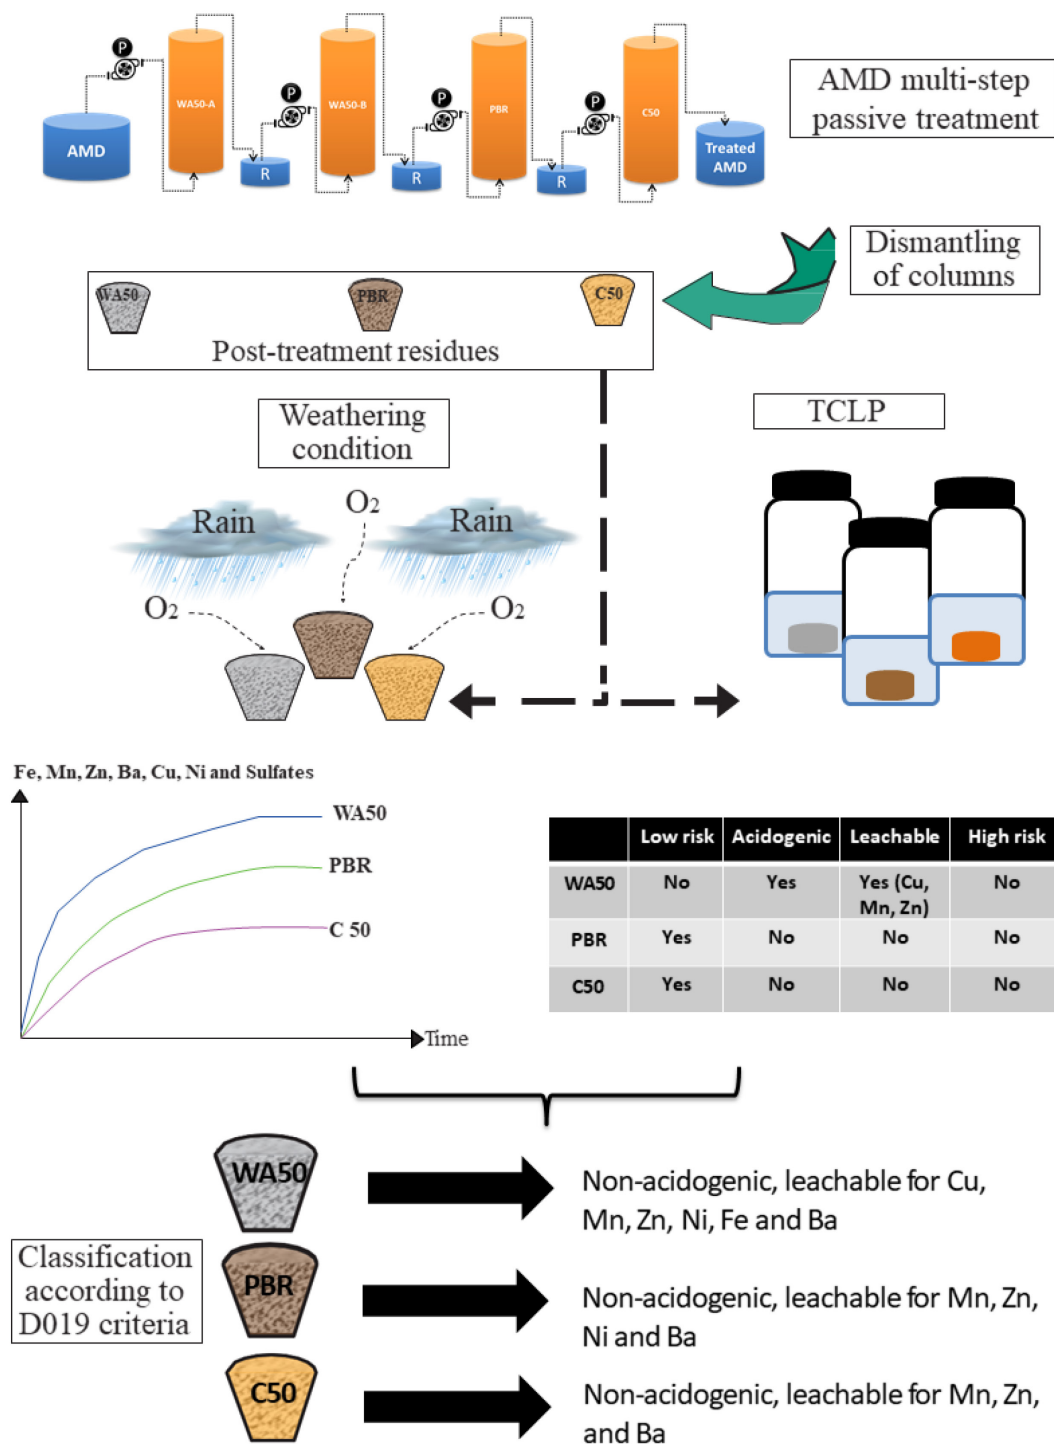 P
P
P
P
WA50-A
WA50-B
PBR
C50
AMD
R
R
R
Treated
AMD
AMD multi-step
passive treatment
Dismantling
of columns
WA50
PBR
C50
Post-treatment residues
Weathering
condition
TCLP
Rain
O2
Rain
O2
O2
Fe, Mn, Zn, Ba, Cu, Ni and Sulfates
WA50
PBR
C 50
Time
Low risk Acidogenic Leachable High risk
WA50 No Yes Yes (Cu, Mn, Zn) No
PBR Yes No No No
C50 Yes No No No
WA50
Non-acidogenic, leachable for Cu,
Mn, Zn, Ni, Fe and Ba
Classification
according to
D019 criteria
PBR
Non-acidogenic, leachable for Mn, Zn,
Ni and Ba
C50
Non-acidogenic, leachable for Mn, Zn,
and Ba